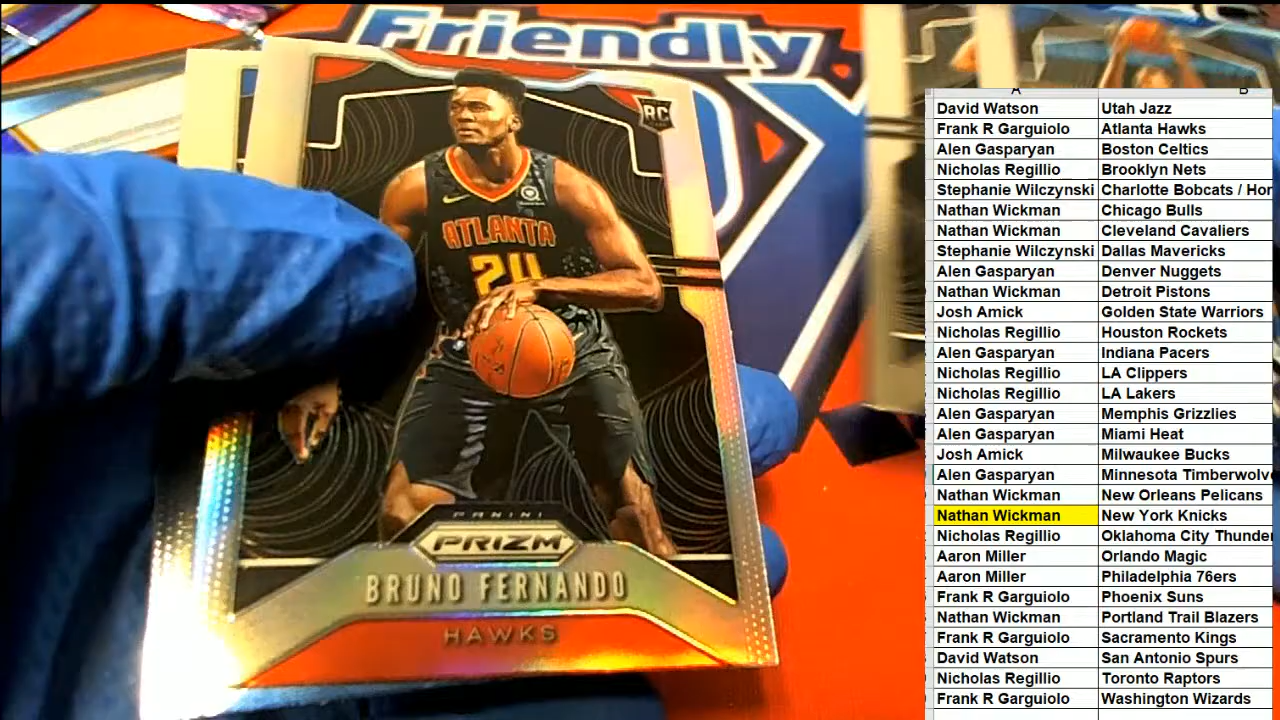 Friendly
RC
ATLANTA
24
PANINI
PRIZM
BRUNO FERNANDO
HAWKS
A B
David Watson Utah Jazz
Frank R Garguiolo Atlanta Hawks
Alen Gasparyan Boston Celtics
Nicholas Regillio Brooklyn Nets
Stephanie Wilczynski Charlotte Bobcats / Hor
Nathan Wickman Chicago Bulls
Nathan Wickman Cleveland Cavaliers
Stephanie Wilczynski Dallas Mavericks
Alen Gasparyan Denver Nuggets
Nathan Wickman Detroit Pistons
Josh Amick Golden State Warriors
Nicholas Regillio Houston Rockets
Alen Gasparyan Indiana Pacers
Nicholas Regillio LA Clippers
Nicholas Regillio LA Lakers
Alen Gasparyan Memphis Grizzlies
Alen Gasparyan Miami Heat
Josh Amick Milwaukee Bucks
Alen Gasparyan Minnesota Timberwolve
Nathan Wickman New Orleans Pelicans
Nathan Wickman New York Knicks
Nicholas Regillio Oklahoma City Thunder
Aaron Miller Orlando Magic
Aaron Miller Philadelphia 76ers
Frank R Garguiolo Phoenix Suns
Nathan Wickman Portland Trail Blazers
Frank R Garguiolo Sacramento Kings
David Watson San Antonio Spurs
Nicholas Regillio Toronto Raptors
Frank R Garguiolo Washington Wizards